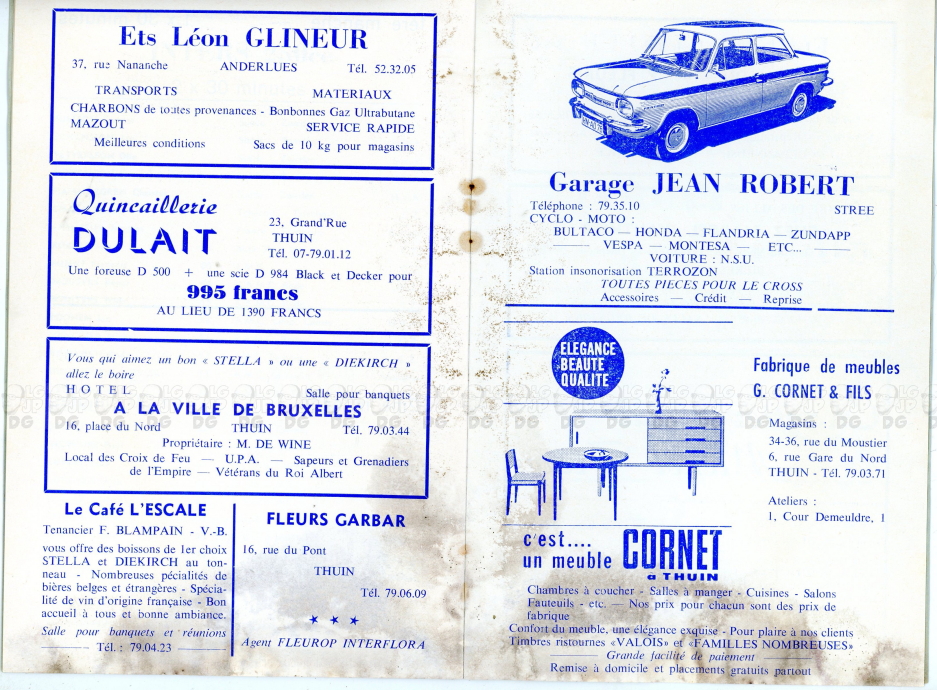 Ets Léon GLINEUR
37, rue Nananche ANDERLUES Tél. 52.32.05
TRANSPORTS MATERIAUX
CHARBONS de toutes provenances - Bonbonnes Gaz Ultrabutane
MAZOUT SERVICE RAPIDE
Meilleures conditions Sacs de 10 kg pour magasins
Quincaillerie
DULAIT
23, Grand'Rue
THUIN
Tél. 07-79.01.12
Une foreuse D 500 + une scie D 984 Black et Decker pour
995 francs
AU LIEU DE 1390 FRANCS
Vous qui aimez un bon « STELLA » ou une « DIEKIRCH »
allez le boire
HOTEL Salle pour banquets
A LA VILLE DE BRUXELLES
16, place du Nord THUIN Tél. 79.03.44
Propriétaire : M. DE WINE
Local des Croix de Feu — U.P.A. — Sapeurs et Grenadiers
de l'Empire — Vétérans du Roi Albert
Le Café L'ESCALE
Tenancier F. BLAMPAIN - V.-B.
vous offre des boissons de 1er choix
STELLA et DIEKIRCH au ton-
neau - Nombreuses pécialités de
bières belges et étrangères - Spécia-
lité de vin d'origine française - Bon
accueil à tous et bonne ambiance.
Salle pour banquets et réunions
Tél. : 79.04.23
FLEURS GARBAR
16, rue du Pont
THUIN
Tél. 79.06.09
★ ★ ★
Agent FLEUROP INTERFLORA
Garage JEAN ROBERT
Téléphone : 79.35.10 STREE
CYCLO - MOTO :
BULTACO — HONDA — FLANDRIA — ZUNDAPP
VESPA — MONTESA — ETC...
VOITURE : N.S.U.
Station insonorisation TERROZON
TOUTES PIECES POUR LE CROSS
Accessoires — Crédit — Reprise
ELEGANCE
BEAUTE
QUALITE
Fabrique de meubles
G. CORNET & FILS
Magasins :
34-36, rue du Moustier
6, rue Gare du Nord
THUIN - Tél. 79.03.71
Ateliers :
1, Cour Demeuldre, 1
c'est....
un meuble CORNET
a THUIN
Chambres à coucher - Salles à manger - Cuisines - Salons
Fauteuils - etc. — Nos prix pour chacun sont des prix de
fabrique
Confort du meuble, une élégance exquise - Pour plaire à nos clients
Timbres ristournes «VALOIS» et «FAMILLES NOMBREUSES»
Grande facilité de paiement
Remise à domicile et placements gratuits partout